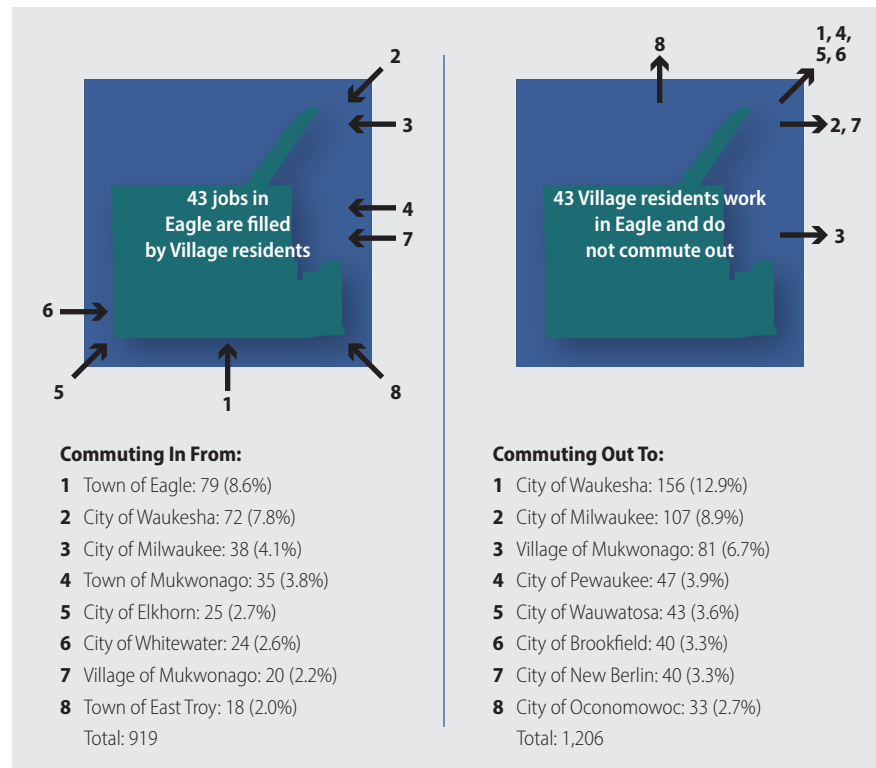 2
3
43 jobs in
Eagle are filled
by Village residents
4
7
6
5
1
8
Commuting In From:
1 Town of Eagle: 79 (8.6%)
2 City of Waukesha: 72 (7.8%)
3 City of Milwaukee: 38 (4.1%)
4 Town of Mukwonago: 35 (3.8%)
5 City of Elkhorn: 25 (2.7%)
6 City of Whitewater: 24 (2.6%)
7 Village of Mukwonago: 20 (2.2%)
8 Town of East Troy: 18 (2.0%)
Total: 919
8
1, 4,
5, 6
2, 7
43 Village residents work
in Eagle and do
not commute out
3
Commuting Out To:
1 City of Waukesha: 156 (12.9%)
2 City of Milwaukee: 107 (8.9%)
3 Village of Mukwonago: 81 (6.7%)
4 City of Pewaukee: 47 (3.9%)
5 City of Wauwatosa: 43 (3.6%)
6 City of Brookfield: 40 (3.3%)
7 City of New Berlin: 40 (3.3%)
8 City of Oconomowoc: 33 (2.7%)
Total: 1,206